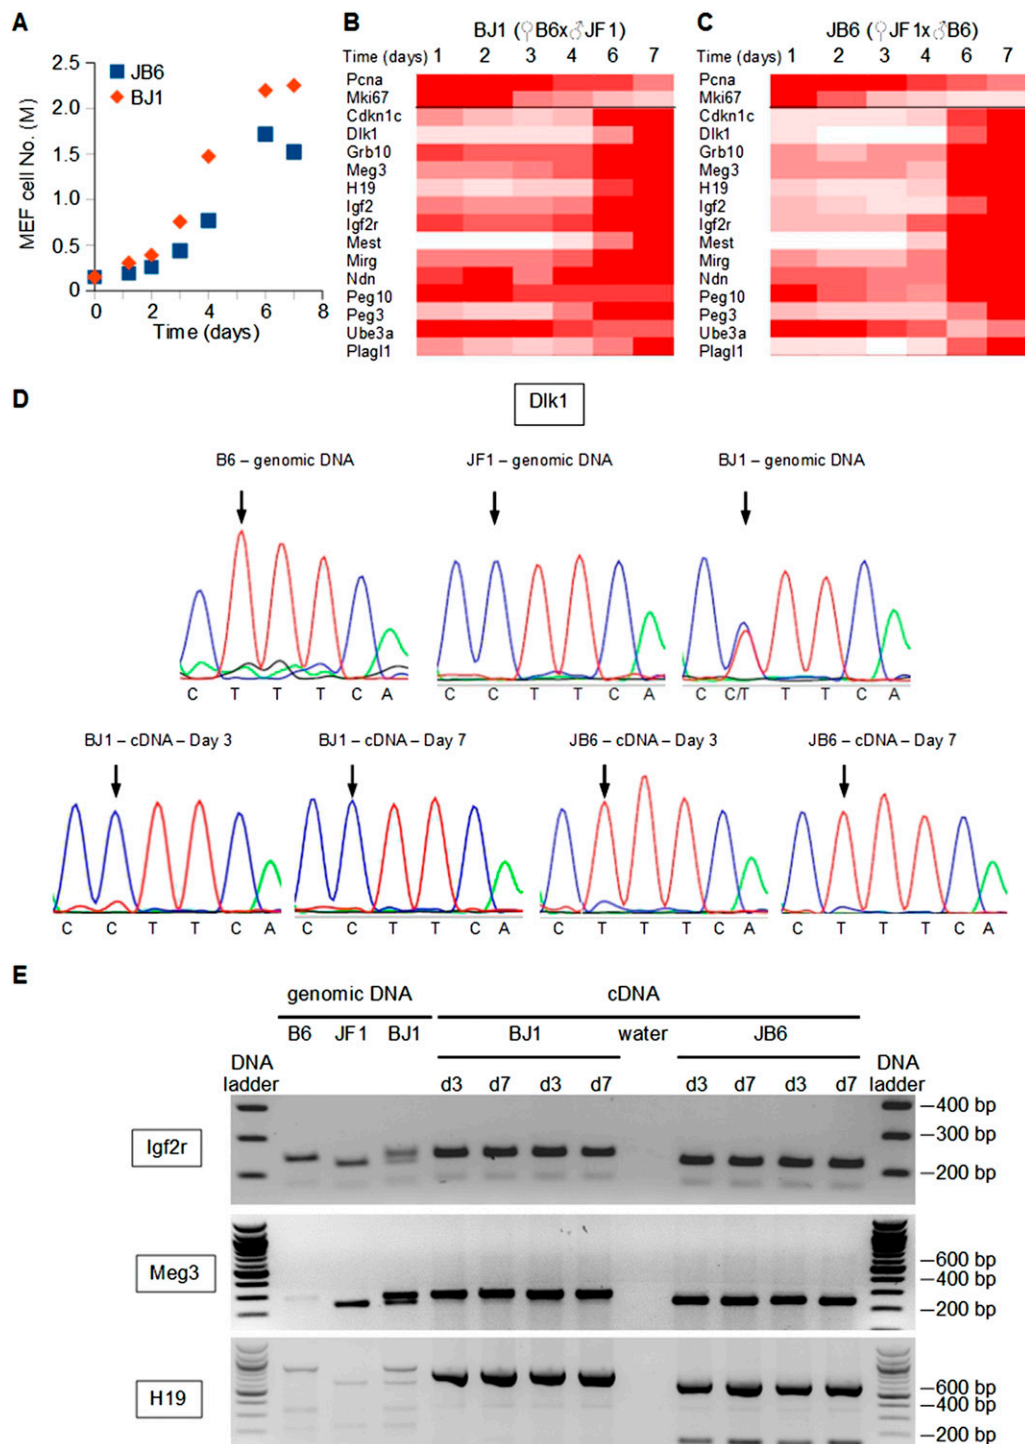 A
JB6
BJ1
MEF cell No. (M)
2.5
2.0
1.5
1.0
0.5
0
0 2 4 6 8
Time (days)
B
BJ1 (♀B6x♂JF1)
Time (days) 1 2 3 4 6 7
Pcna
Mki67
Cdkn1c
Dlk1
Grb10
Meg3
H19
Igf2
Igf2r
Mest
Mirg
Ndn
Peg10
Peg3
Ube3a
Plagl1
C
JB6 (♀JF1x♂B6)
Time (days) 1 2 3 4 6 7
Pcna
Mki67
Cdkn1c
Dlk1
Grb10
Meg3
H19
Igf2
Igf2r
Mest
Mirg
Ndn
Peg10
Peg3
Ube3a
Plagl1
D
Dlk1
B6 – genomic DNA
JF1 – genomic DNA
BJ1 – genomic DNA
C T T T C A
C C T T C A
C C/T T T C A
BJ1 – cDNA – Day 3
BJ1 – cDNA – Day 7
JB6 – cDNA – Day 3
JB6 – cDNA – Day 7
C C T T C A
C C T T C A
C T T T C A
C T T T C A
E
genomic DNA
cDNA
B6 JF1 BJ1
BJ1
water
JB6
DNA ladder
d3 d7 d3 d7
d3 d7 d3 d7
DNA ladder
Igf2r
400 bp
300 bp
200 bp
Meg3
600 bp
400 bp
200 bp
H19
600 bp
400 bp
200 bp